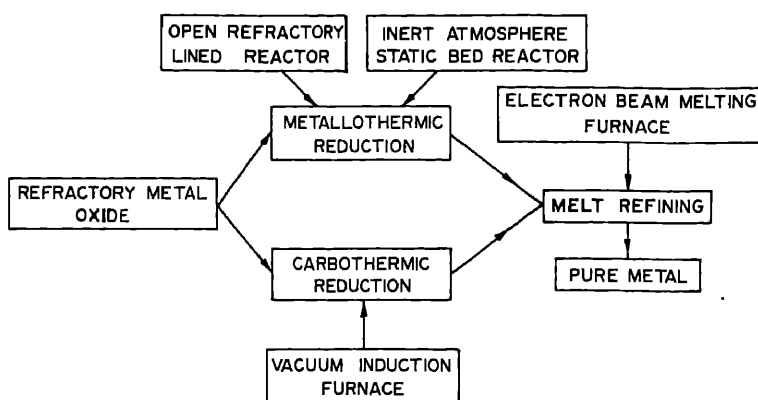 OPEN REFRACTORY
LINED REACTOR
INERT ATMOSPHERE
STATIC BED REACTOR
METALLOTHERMIC
REDUCTION
ELECTRON BEAM MELTING
FURNACE
REFRACTORY METAL
OXIDE
MELT REFINING
CARBOTHERMIC
REDUCTION
PURE METAL
VACUUM INDUCTION
FURNACE